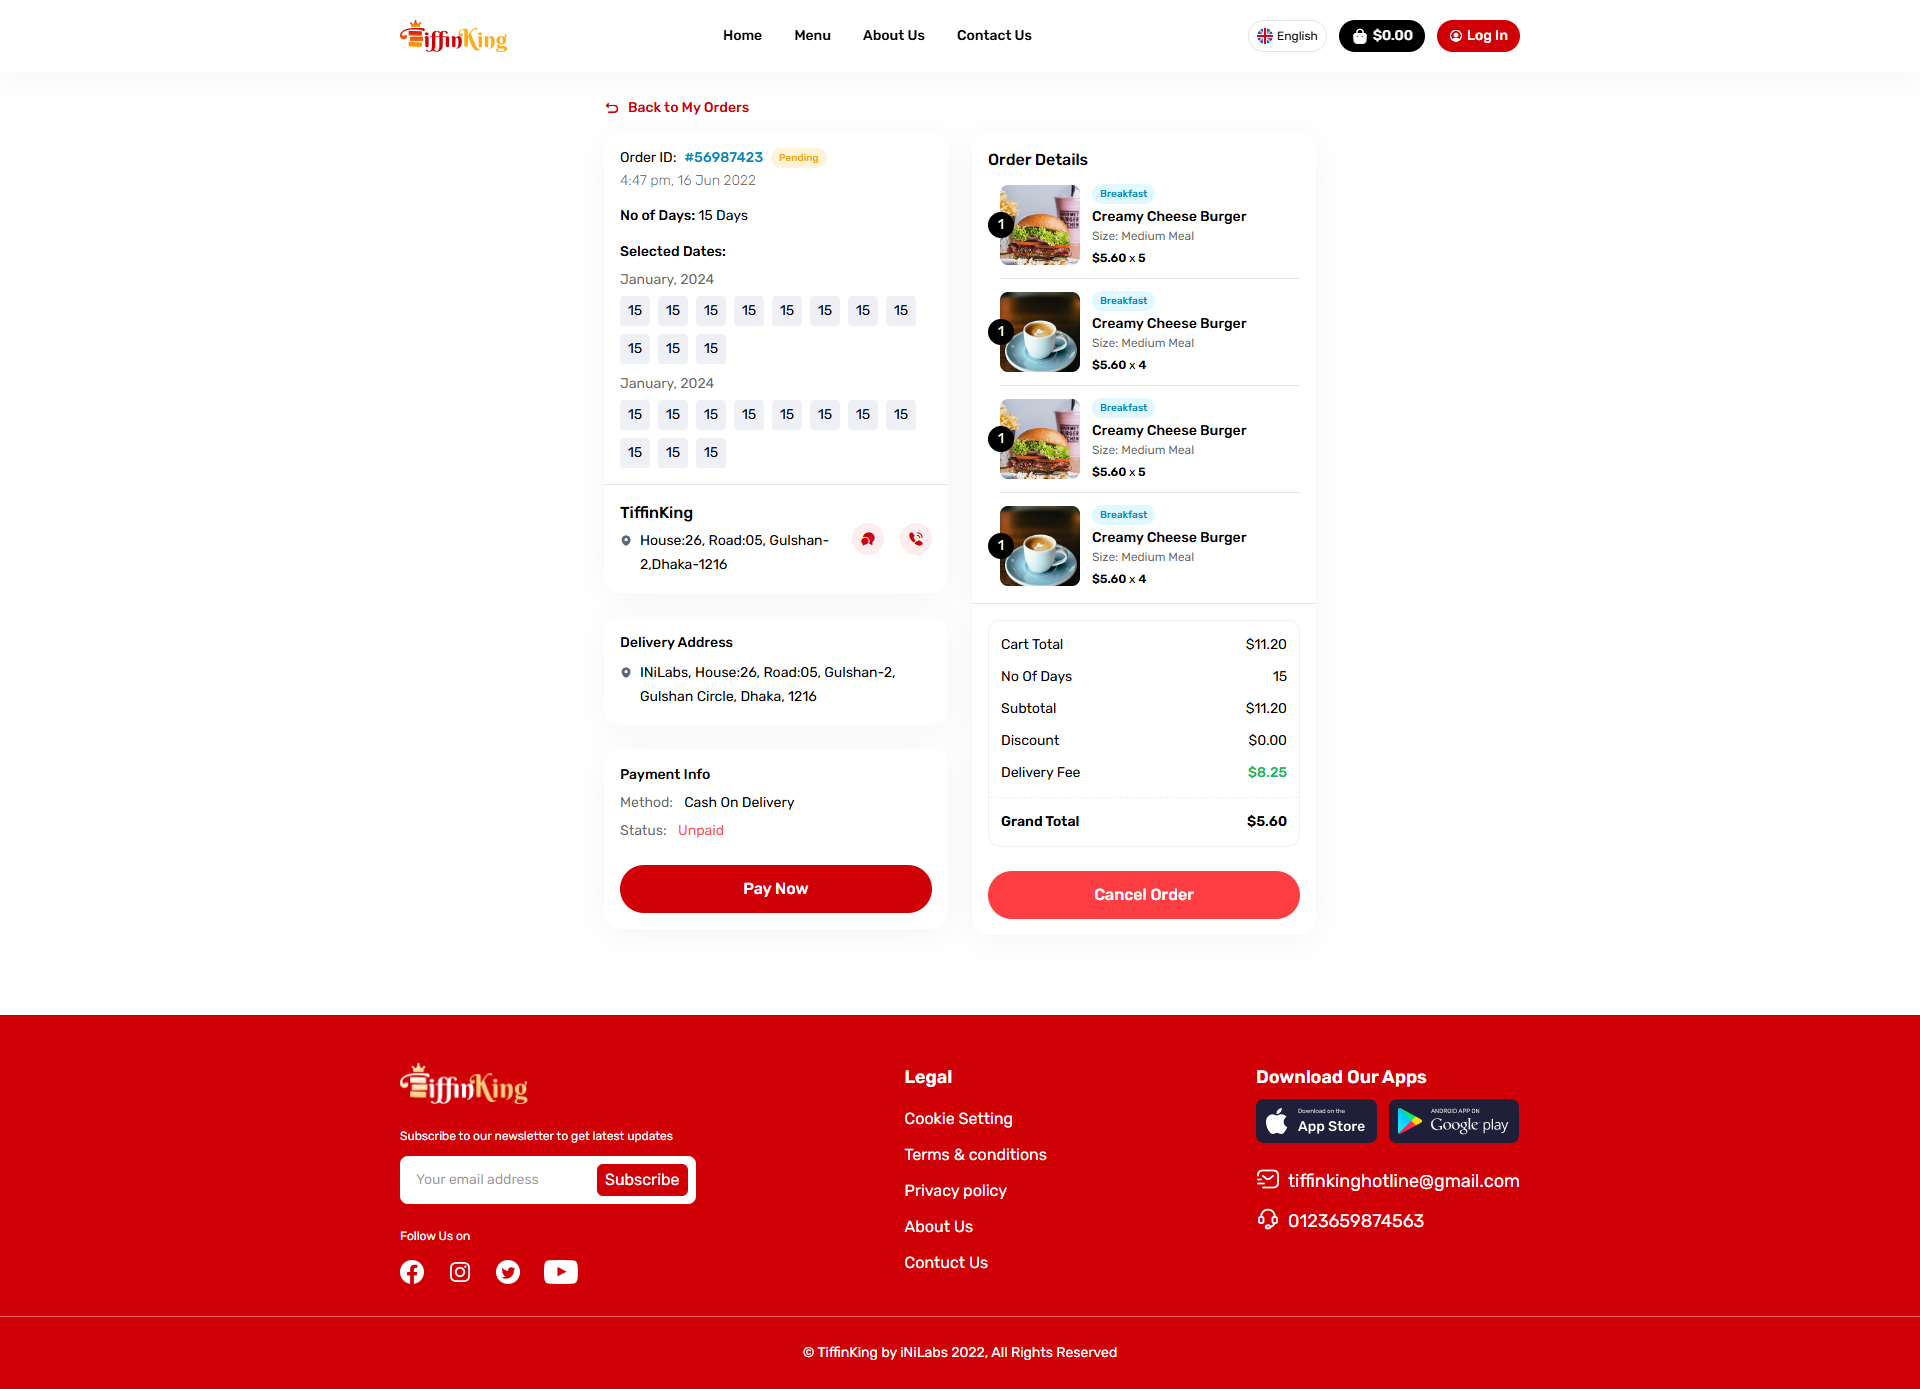 TiffinKing
Home
Menu
About Us
Contact Us
English
$0.00
Log In
Back to My Orders
Order ID: #56987423 Pending
4:47 pm, 16 Jun 2022
No of Days: 15 Days
Selected Dates:
January, 2024
15 15 15 15 15 15 15 15
15 15 15
January, 2024
15 15 15 15 15 15 15 15
15 15 15
TiffinKing
House:26, Road:05, Gulshan-
2,Dhaka-1216
Delivery Address
INiLabs, House:26, Road:05, Gulshan-2,
Gulshan Circle, Dhaka, 1216
Payment Info
Method: Cash On Delivery
Status: Unpaid
Pay Now
Order Details
1
Breakfast
Creamy Cheese Burger
Size: Medium Meal
$5.60 x 5
1
Breakfast
Creamy Cheese Burger
Size: Medium Meal
$5.60 x 4
1
Breakfast
Creamy Cheese Burger
Size: Medium Meal
$5.60 x 5
1
Breakfast
Creamy Cheese Burger
Size: Medium Meal
$5.60 x 4
Cart Total $11.20
No Of Days 15
Subtotal $11.20
Discount $0.00
Delivery Fee $8.25
Grand Total $5.60
Cancel Order
TiffinKing
Subscribe to our newsletter to get latest updates
Your email address
Subscribe
Follow Us on
Legal
Cookie Setting
Terms & conditions
Privacy policy
About Us
Contuct Us
Download Our Apps
Download on the
App Store
ANDROID APP ON
Google play
tiffinkinghotline@gmail.com
0123659874563
© TiffinKing by iNiLabs 2022, All Rights Reserved